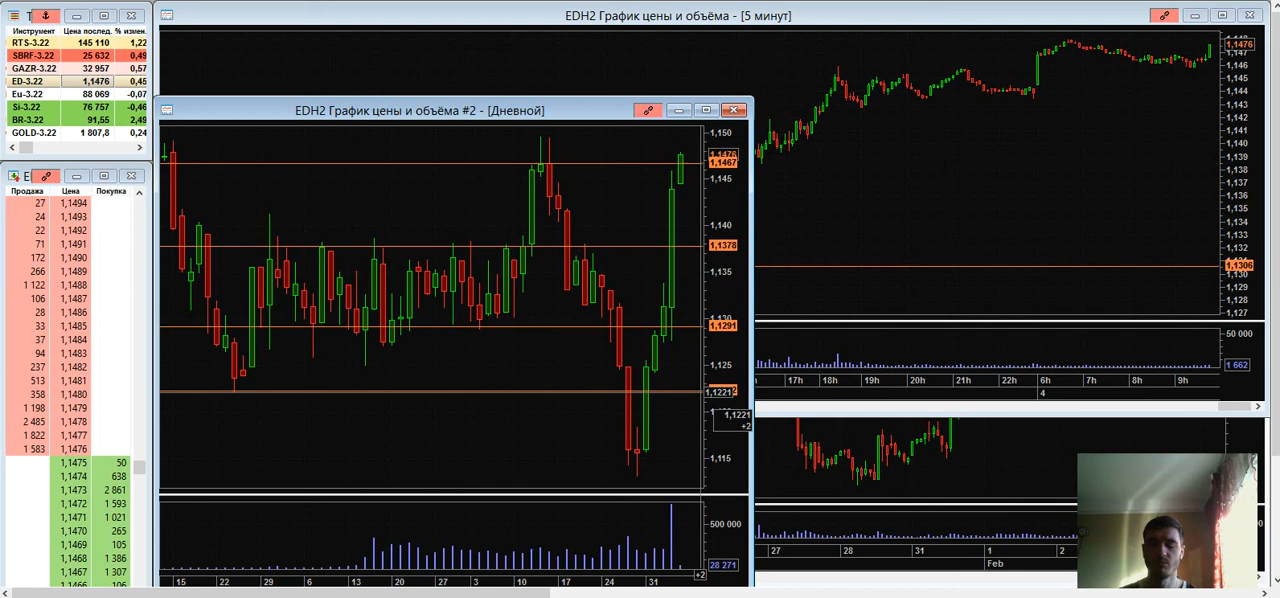 EDH2 График цены и объёма - [5 минут]
Инструмент Цена послед. % измен.
RTS-3.22 145 110 1,22
SBRF-3.22 25 632 0,49
GAZR-3.22 32 957 0,57
ED-3.22 1,1476 0,45
Eu-3.22 88 069 -0,07
Si-3.22 76 757 -0,46
BR-3.22 91,55 2,49
GOLD-3.22 1 807,8 0,24
Продажа Цена Покупка
27 1,1494
24 1,1493
22 1,1492
71 1,1491
172 1,1490
266 1,1489
1 122 1,1488
106 1,1487
28 1,1486
33 1,1485
37 1,1484
94 1,1483
237 1,1482
513 1,1481
358 1,1480
1 198 1,1479
2 485 1,1478
1 822 1,1477
1 583 1,1476
1,1475 50
1,1474 638
1,1473 2 861
1,1472 1 593
1,1471 1 021
1,1470 265
1,1469 105
1,1468 1 386
1,1467 1 307
EDH2 График цены и объёма #2 - [Дневной]
1,150
1,1467
1,145
1,140
1,1378
1,135
1,1291
1,125
1,1221
1,1221
+2
1,115
500 000
28 271
15 22 29 6 13 20 27 3 10 17 24 31
+2
1,1476
1,146
1,145
1,144
1,143
1,142
1,141
1,140
1,139
1,138
1,137
1,136
1,135
1,134
1,133
1,132
1,1306
1,130
1,129
1,128
1,127
50 000
1 662
17h 18h 19h 20h 21h 22h 6h 7h 8h 9h
4
27 28 31 1 2
Feb